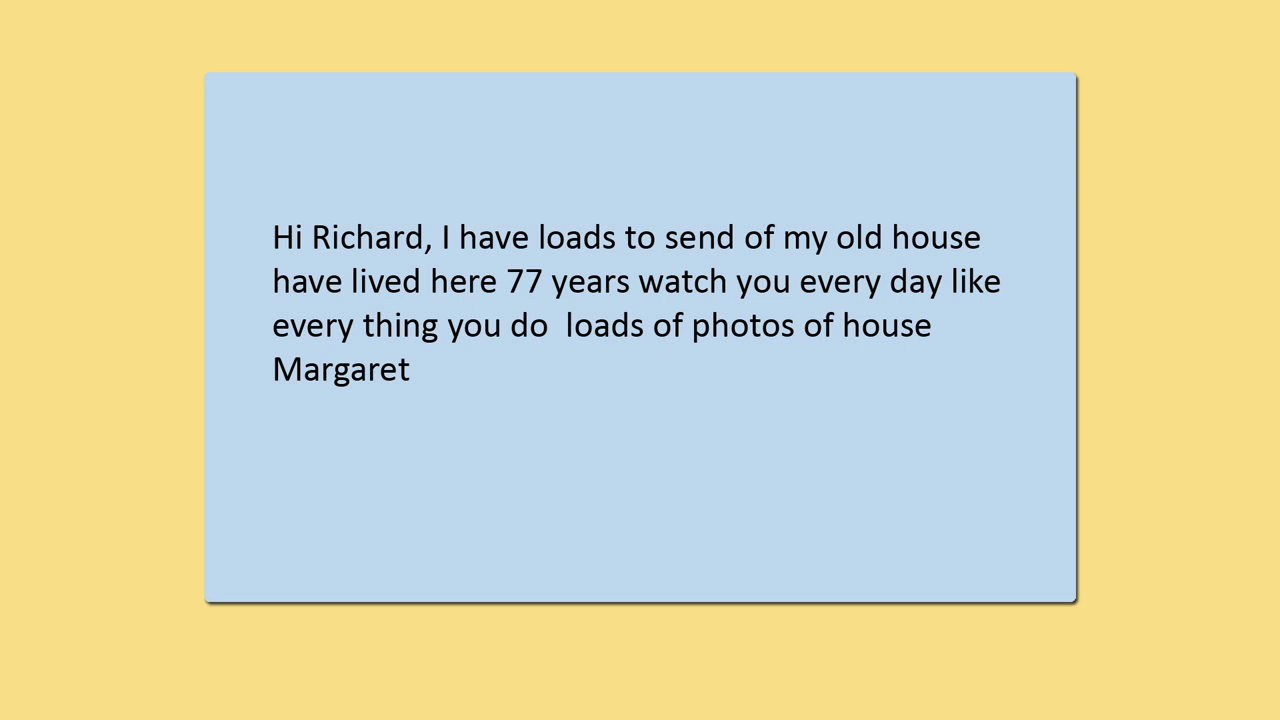 Hi Richard, I have loads to send of my old house
have lived here 77 years watch you every day like
every thing you do  loads of photos of house
Margaret